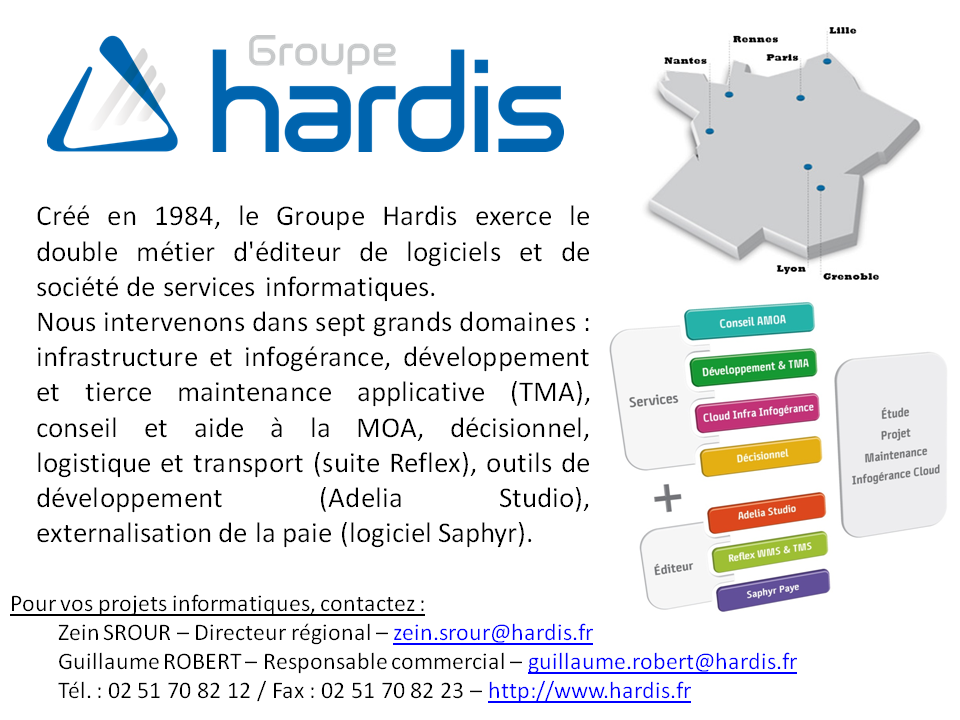 Groupe
hardis
Lille
Rennes
Paris
Nantes
Lyon
Grenoble
Créé en 1984, le Groupe Hardis exerce le
double métier d'éditeur de logiciels et de
société de services informatiques.
Nous intervenons dans sept grands domaines :
infrastructure et infogérance, développement
et tierce maintenance applicative (TMA),
conseil et aide à la MOA, décisionnel,
logistique et transport (suite Reflex), outils de
développement (Adelia Studio),
externalisation de la paie (logiciel Saphyr).
Services
Conseil AMOA
Développement & TMA
Cloud Infra Infogérance
Décisionnel
+
Éditeur
Adelia Studio
Reflex WMS & TMS
Saphyr Paye
Étude
Projet
Maintenance
Infogérance Cloud
Pour vos projets informatiques, contactez :
Zein SROUR – Directeur régional – zein.srour@hardis.fr
Guillaume ROBERT – Responsable commercial – guillaume.robert@hardis.fr
Tél. : 02 51 70 82 12 / Fax : 02 51 70 82 23 – http://www.hardis.fr